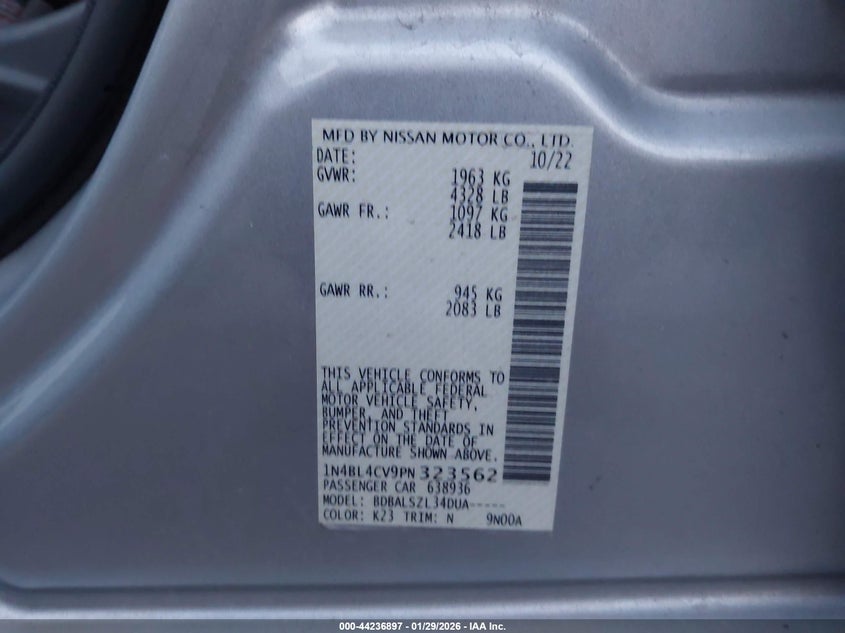 MFD BY NISSAN MOTOR CO., LTD.
DATE: 10/22
GVWR: 1963 KG
4328 LB
GAWR FR.: 1097 KG
2418 LB
GAWR RR.: 945 KG
2083 LB
THIS VEHICLE CONFORMS TO
ALL APPLICABLE FEDERAL
MOTOR VEHICLE SAFETY,
BUMPER, AND THEFT
PREVENTION STANDARDS IN
EFFECT ON THE DATE OF
MANUFACTURE SHOWN ABOVE.
1N4BL4CV9PN323562
PASSENGER CAR 638936
MODEL: BDBALSZL34DUA-----
COLOR: K23 TRIM: N 9N00A
000-44236897 | 01/29/2026 - IAA Inc.